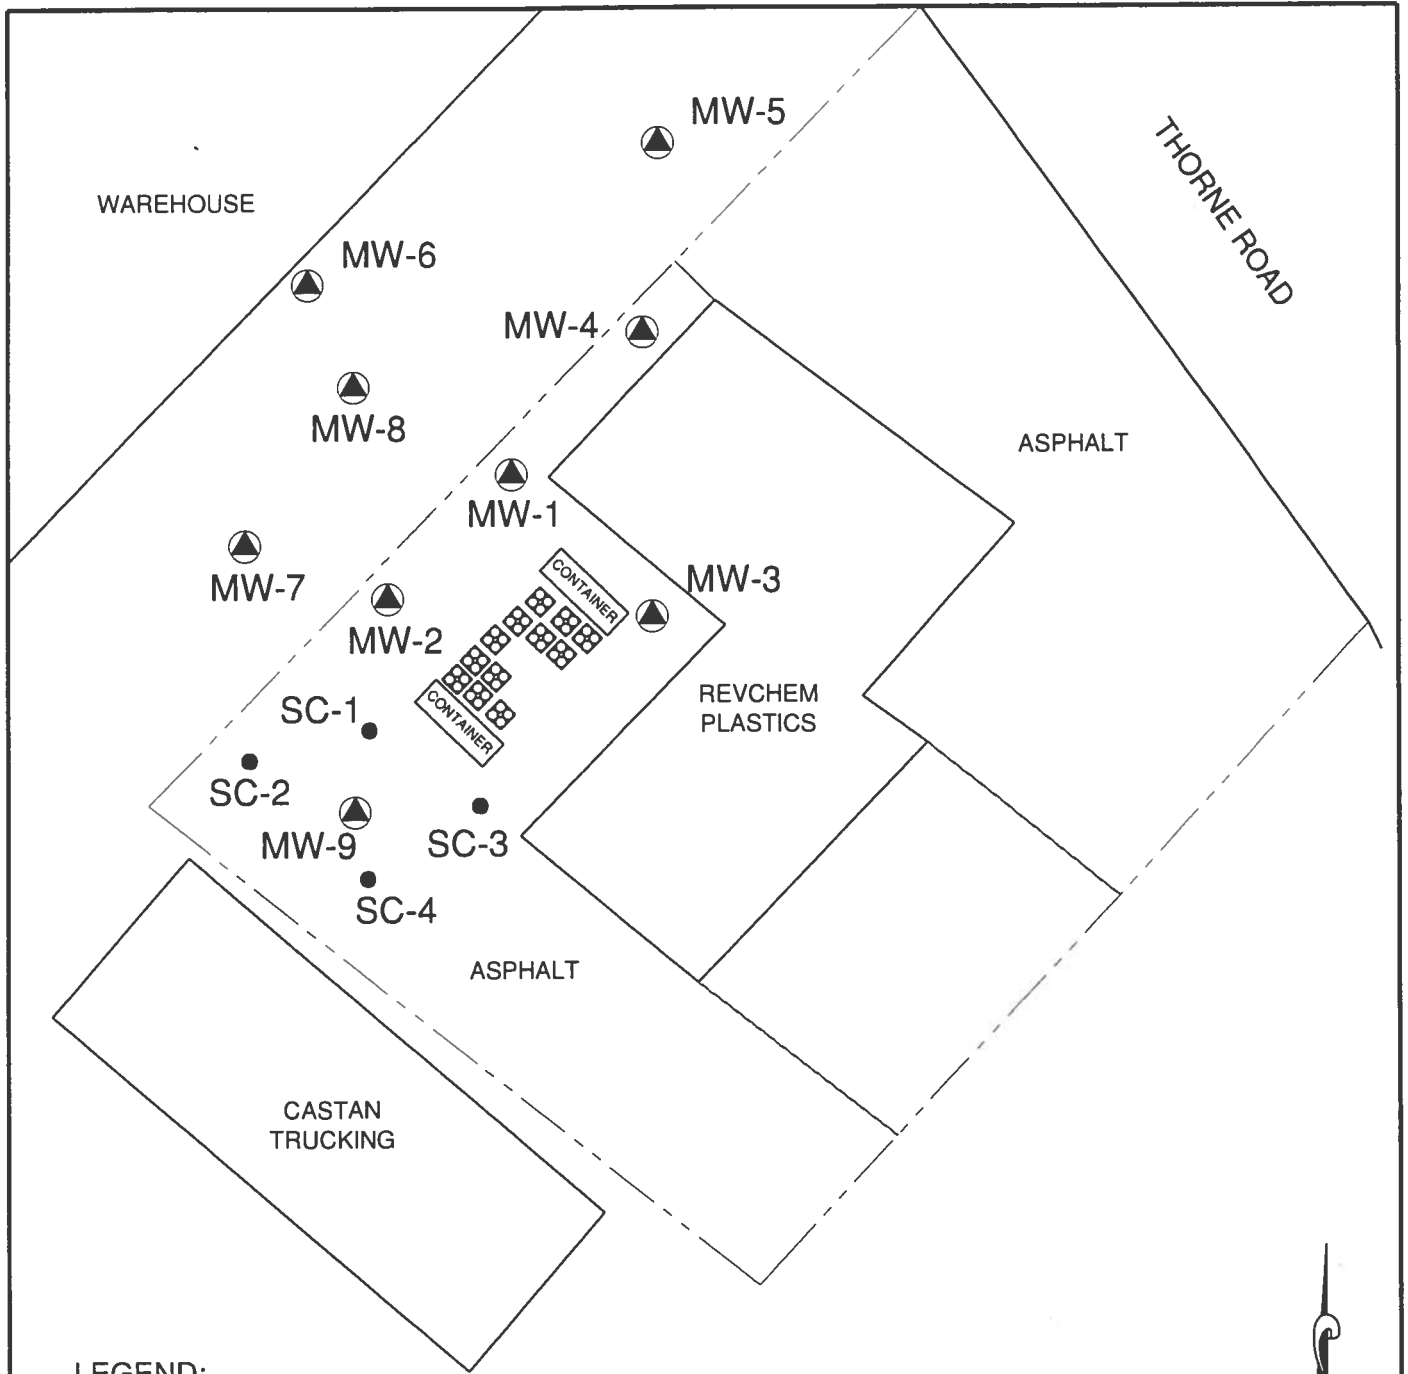 MW-5
THORNE ROAD
WAREHOUSE
MW-6
MW-4
MW-8
ASPHALT
MW-1
CONTAINER
MW-3
MW-7
MW-2
REVCHEM
PLASTICS
SC-1
CONTAINER
SC-2
MW-9
SC-3
SC-4
ASPHALT
CASTAN
TRUCKING
LEGEND: